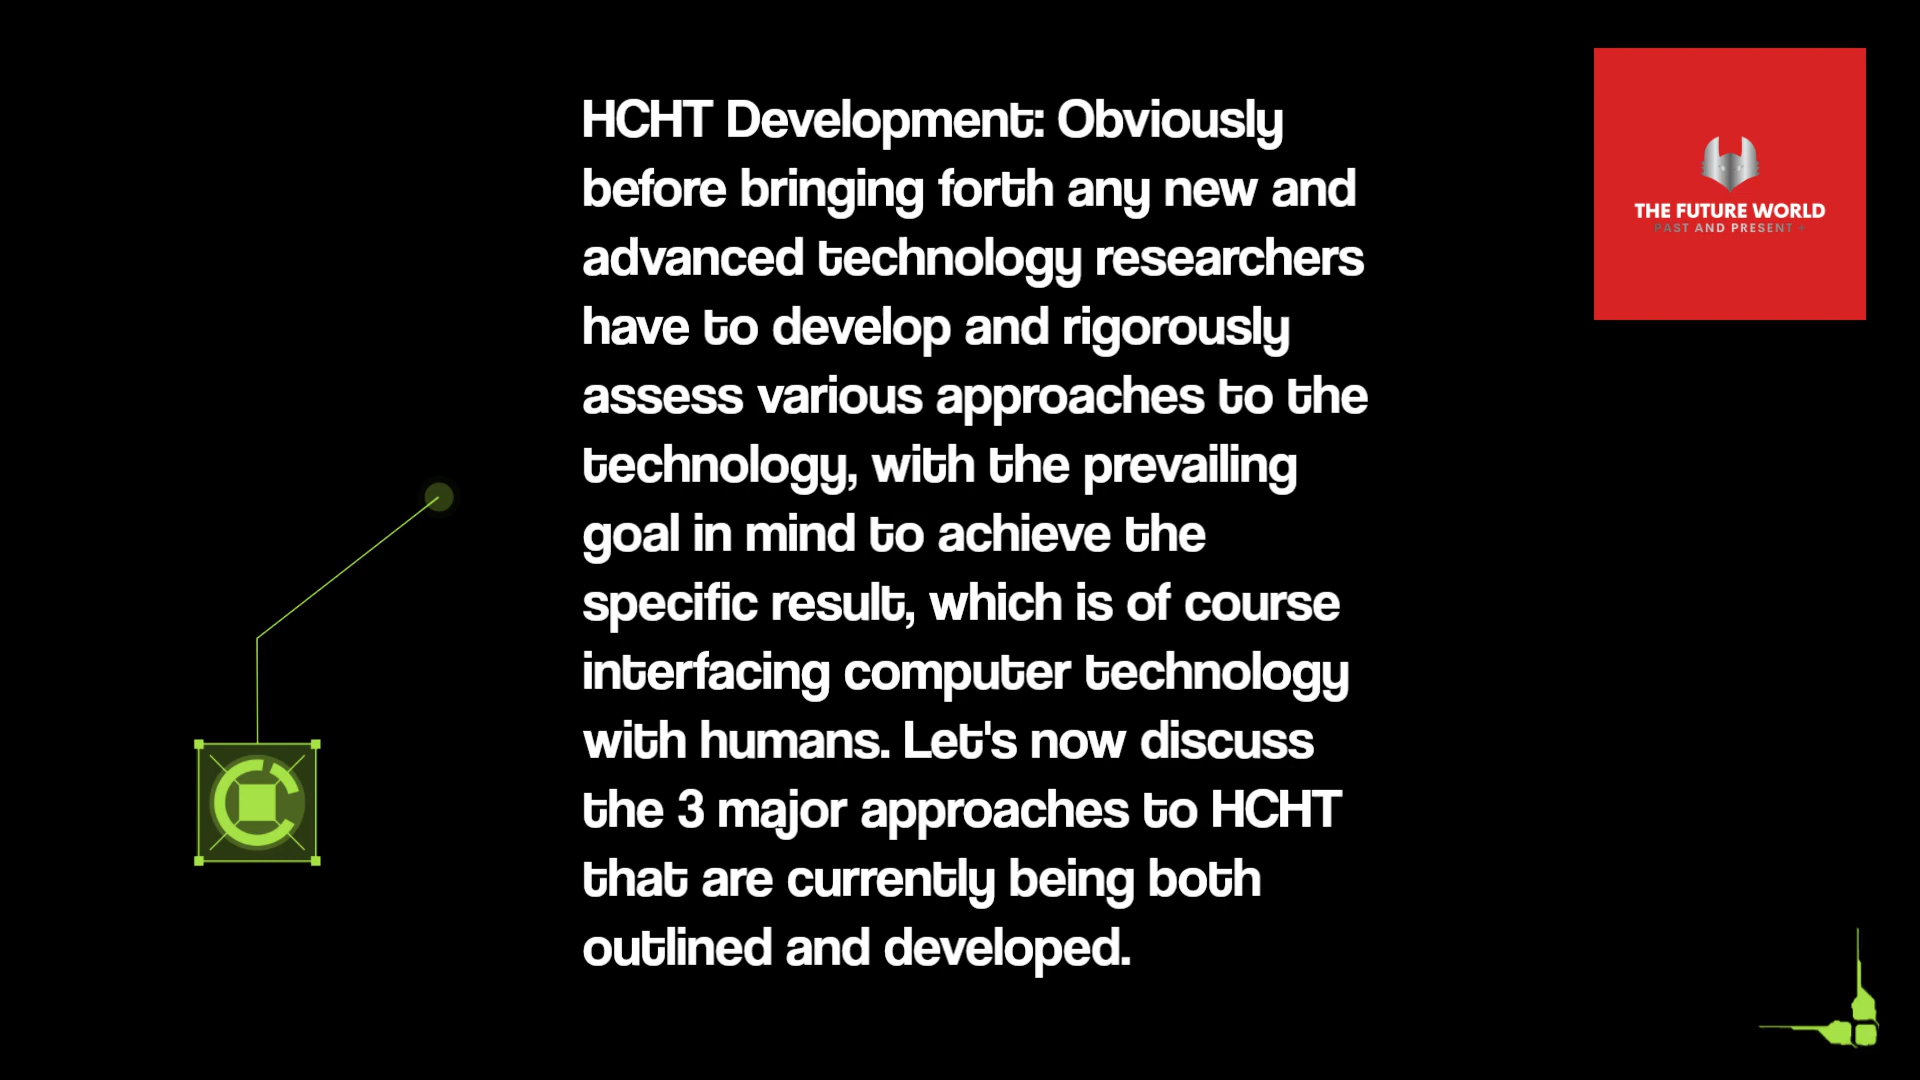 HCHT Development: Obviously
before bringing forth any new and
advanced technology researchers
have to develop and rigorously
assess various approaches to the
technology, with the prevailing
goal in mind to achieve the
specific result, which is of course
interfacing computer technology
with humans. Let's now discuss
the 3 major approaches to HCHT
that are currently being both
outlined and developed.
THE FUTURE WORLD
PAST AND PRESENT +